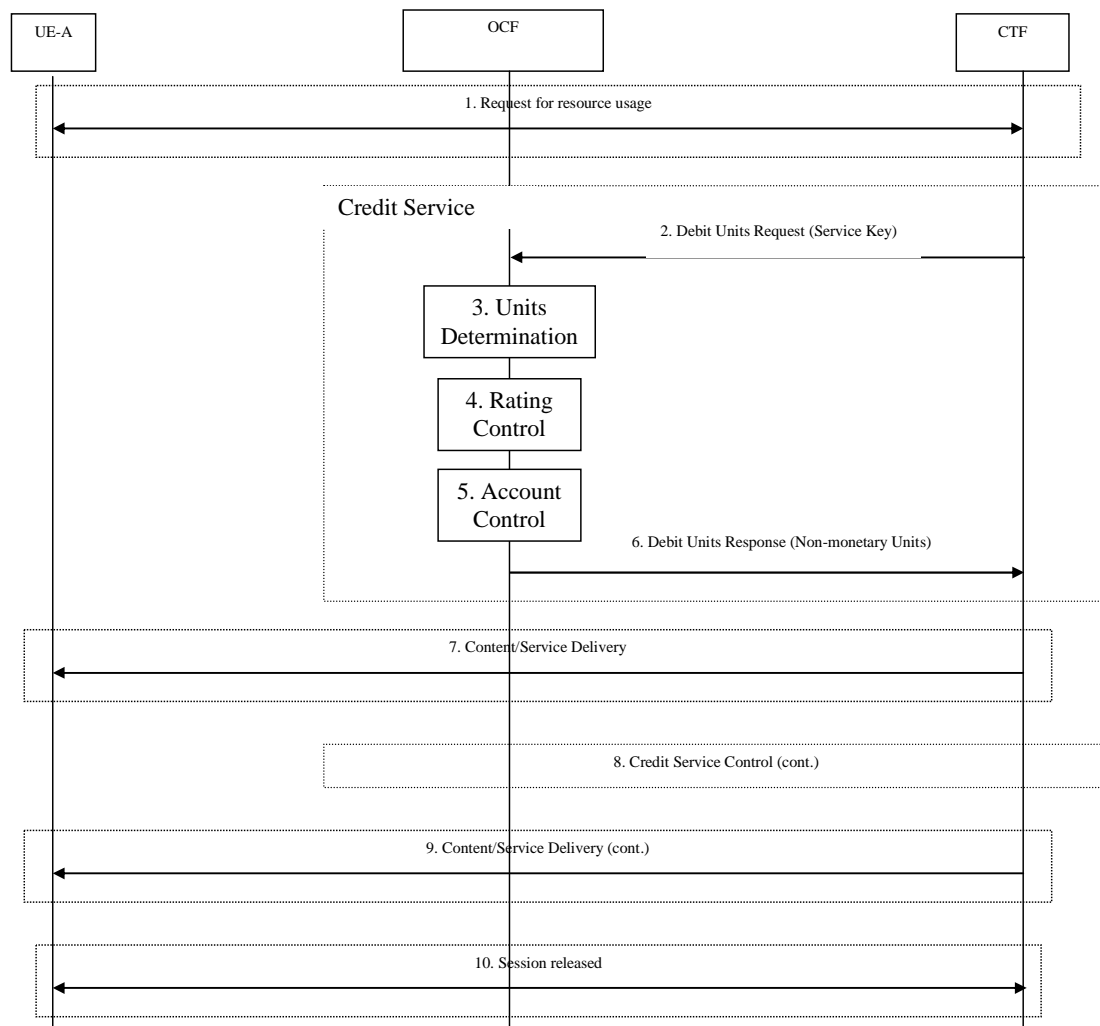 UE-A
OCF
CTF
1. Request for resource usage
Credit Service
2. Debit Units Request (Service Key)
3. Units
Determination
4. Rating
Control
5. Account
Control
6. Debit Units Response (Non-monetary Units)
7. Content/Service Delivery
8. Credit Service Control (cont.)
9. Content/Service Delivery (cont.)
10. Session released